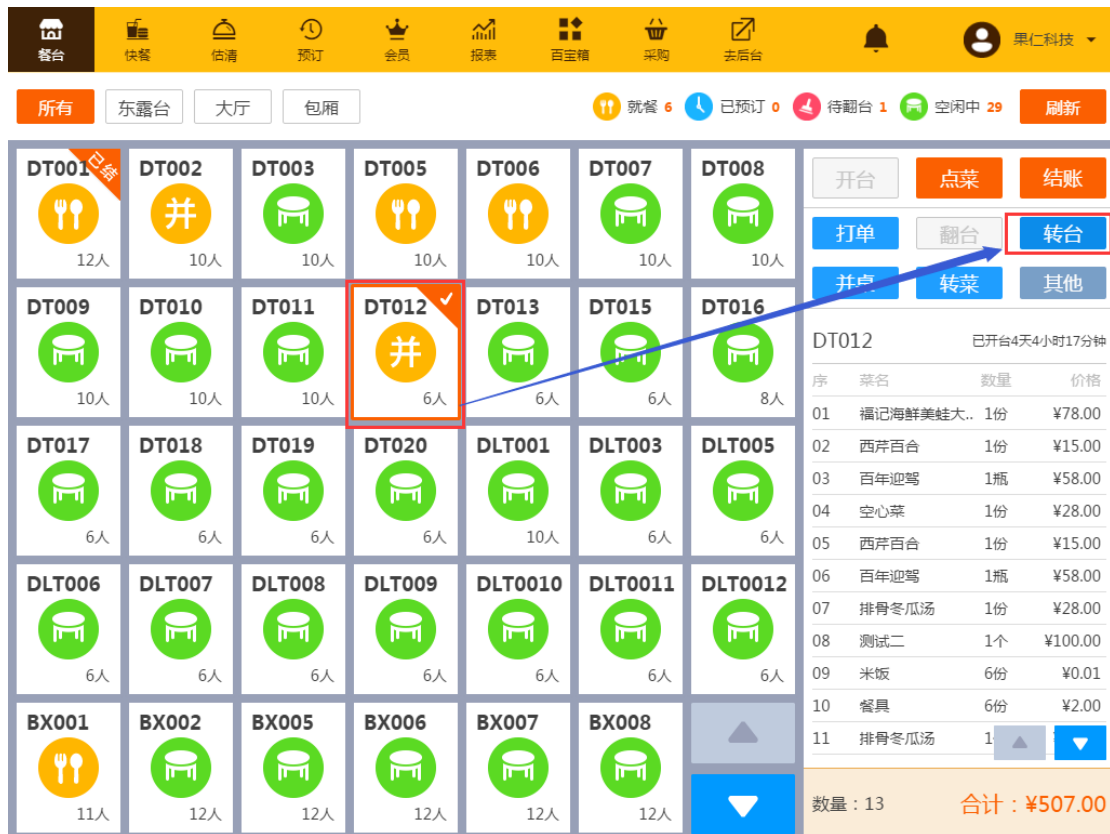 餐台 快餐 估清 预订 会员 报表 百宝箱 采购 去后台 果仁科技
所有 东露台 大厅 包厢 就餐 6 已预订 0 待翻台 1 空闲中 29 刷新
DT001 已结 DT002 DT003 DT005 DT006 DT007 DT008
并
12人 10人 10人 10人 10人 10人 10人
DT009 DT010 DT011 DT012 DT013 DT015 DT016
并
10人 10人 10人 6人 6人 6人 8人
DT017 DT018 DT019 DT020 DLT001 DLT003 DLT005
6人 6人 6人 6人 10人 6人 6人
DLT006 DLT007 DLT008 DLT009 DLT0010 DLT0011 DLT0012
6人 6人 6人 6人 6人 6人 6人
BX001 BX002 BX005 BX006 BX007 BX008
11人 12人 12人 12人 12人 12人
开台 点菜 结账
打单 翻台 转台
并桌 转菜 其他
DT012 已开台4天4小时17分钟
序 菜名 数量 价格
01 福记海鲜美蛙大.. 1份 ¥78.00
02 西芹百合 1份 ¥15.00
03 百年迎驾 1瓶 ¥58.00
04 空心菜 1份 ¥28.00
05 西芹百合 1份 ¥15.00
06 百年迎驾 1瓶 ¥58.00
07 排骨冬瓜汤 1份 ¥28.00
08 测试二 1个 ¥100.00
09 米饭 6份 ¥0.01
10 餐具 6份 ¥2.00
11 排骨冬瓜汤 1
数量：13 合计：¥507.00